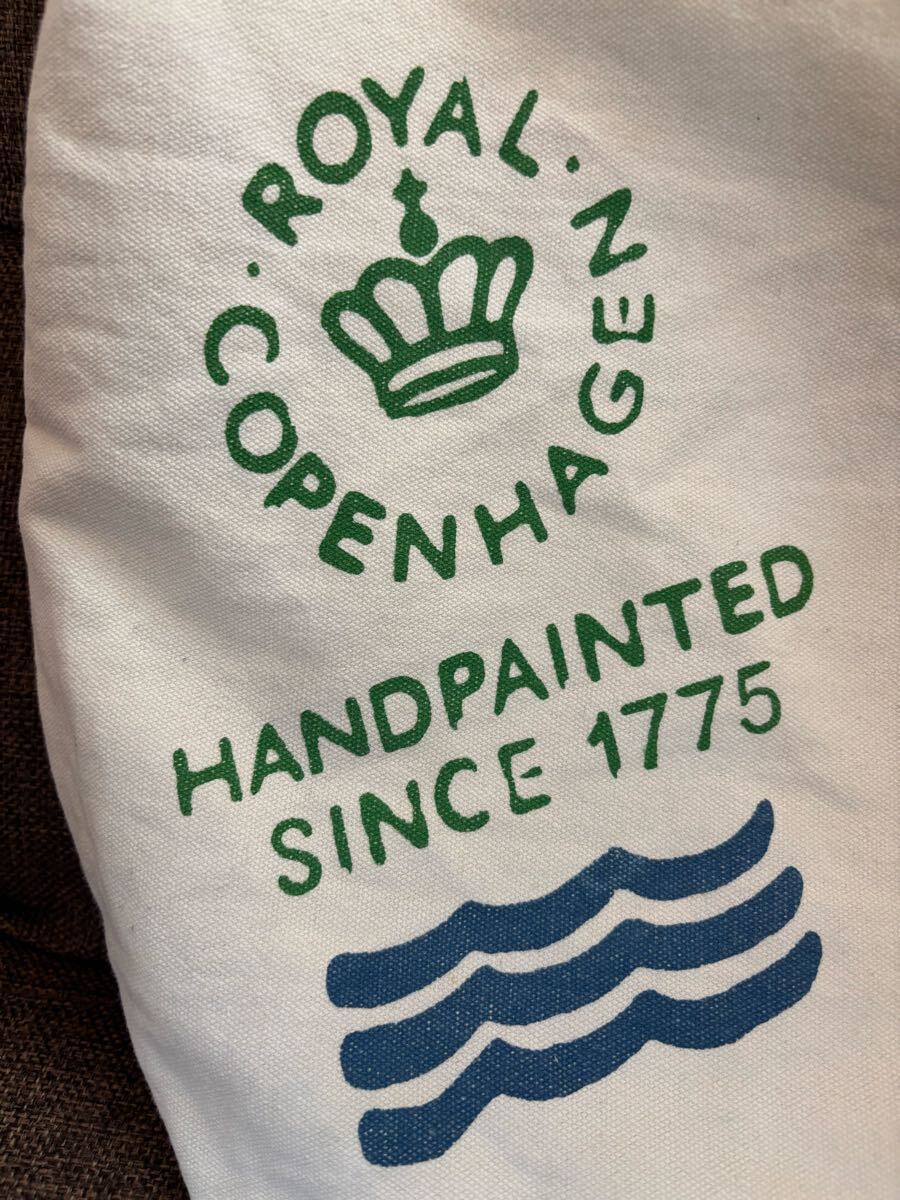 ROYAL
COPENHAGEN
HANDPAINTED
SINCE 1775